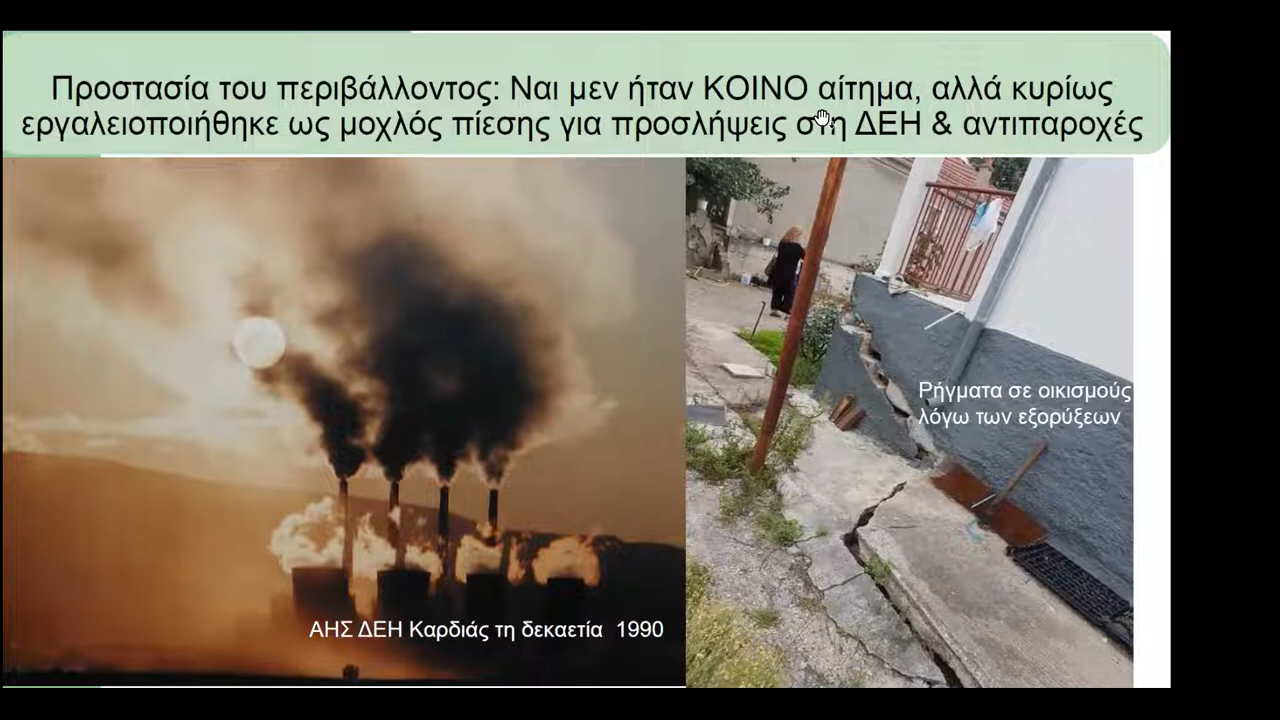 Προστασία του περιβάλλοντος: Ναι μεν ήταν ΚΟΙΝΟ αίτημα, αλλά κυρίως
εργαλειοποιήθηκε ως μοχλός πίεσης για προσλήψεις στη ΔΕΗ & αντιπαροχές
Ρήγματα σε οικισμούς
λόγω των εξορύξεων
ΑΗΣ ΔΕΗ Καρδιάς τη δεκαετία 1990